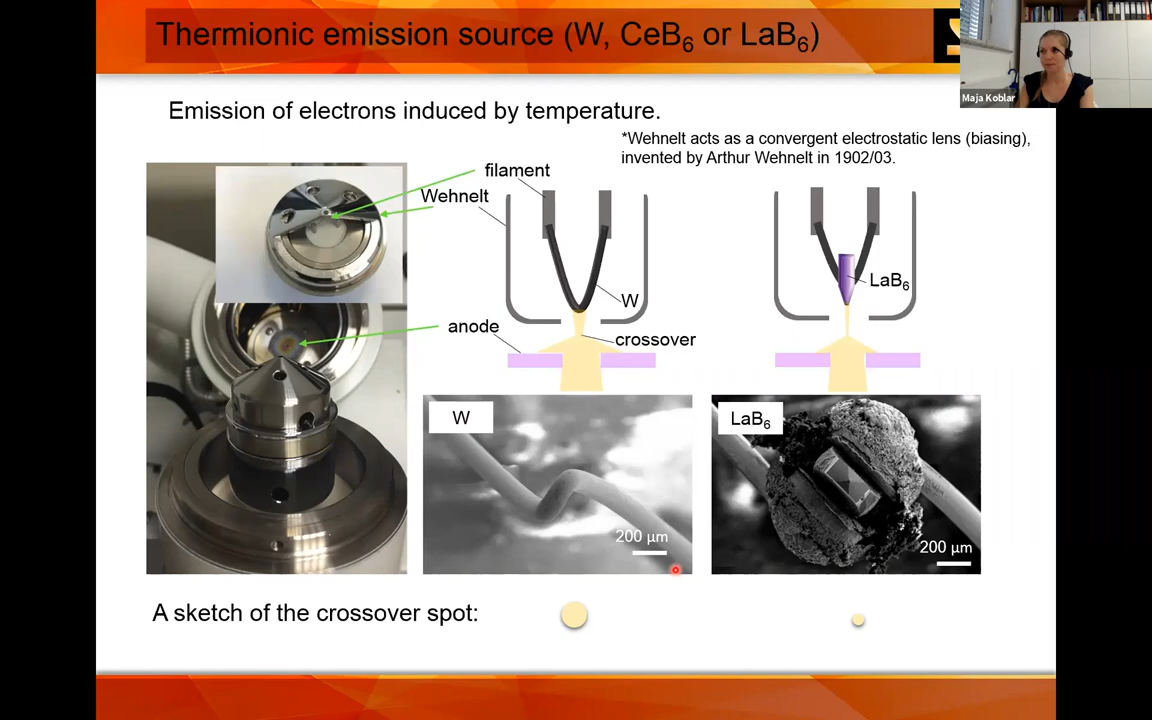 Thermionic emission source (W, CeB6 or LaB6)
Maja Koblar
Emission of electrons induced by temperature.
*Wehnelt acts as a convergent electrostatic lens (biasing),
invented by Arthur Wehnelt in 1902/03.
filament
Wehnelt
W
LaB6
anode
crossover
W
LaB6
200 µm
200 µm
A sketch of the crossover spot: